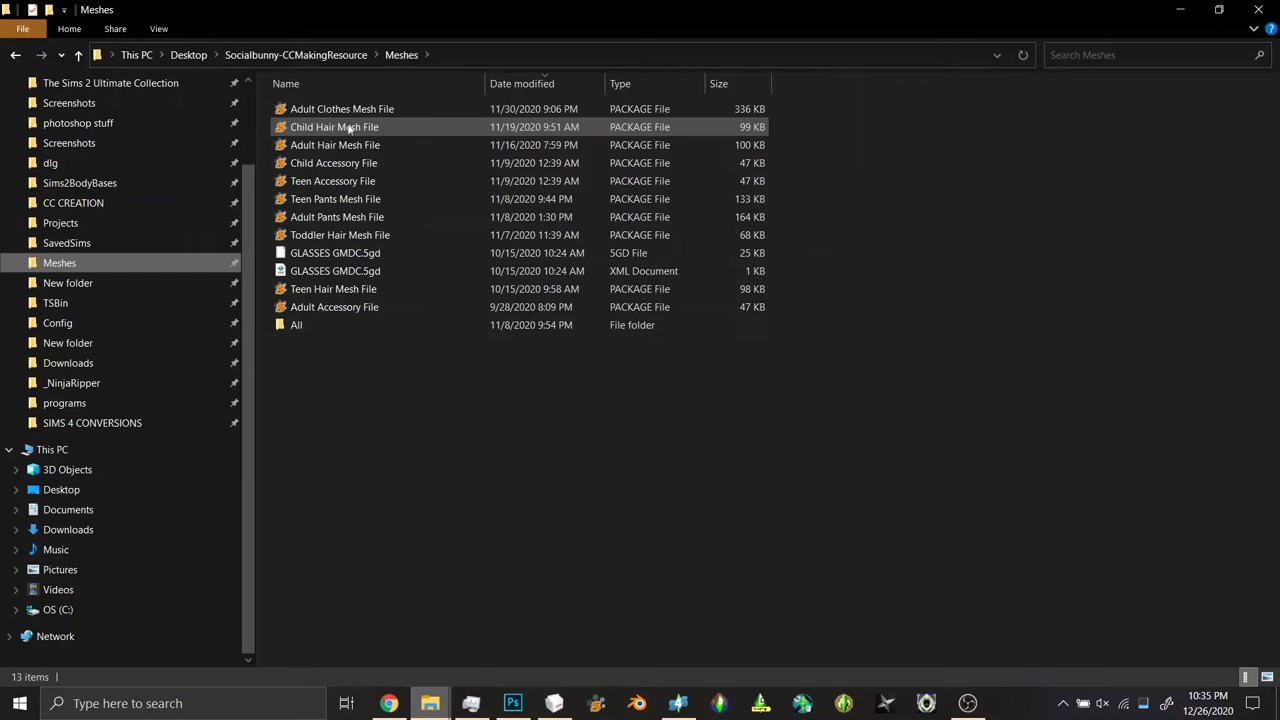 Meshes
File Home Share View
This PC Desktop Socialbunny-CCMakingResource Meshes
Search Meshes
Name Date modified Type Size
The Sims 2 Ultimate Collection
Screenshots
photoshop stuff
Screenshots
dlg
Sims2BodyBases
CC CREATION
Projects
SavedSims
Meshes
New folder
TSBin
Config
New folder
Downloads
_NinjaRipper
programs
SIMS 4 CONVERSIONS
This PC
3D Objects
Desktop
Documents
Downloads
Music
Pictures
Videos
OS (C:)
Network
Adult Clothes Mesh File 11/30/2020 9:06 PM PACKAGE File 336 KB
Child Hair Mesh File 11/19/2020 9:51 AM PACKAGE File 99 KB
Adult Hair Mesh File 11/16/2020 7:59 PM PACKAGE File 100 KB
Child Accessory File 11/9/2020 12:39 AM PACKAGE File 47 KB
Teen Accessory File 11/9/2020 12:39 AM PACKAGE File 47 KB
Teen Pants Mesh File 11/8/2020 9:44 PM PACKAGE File 133 KB
Adult Pants Mesh File 11/8/2020 1:30 PM PACKAGE File 164 KB
Toddler Hair Mesh File 11/7/2020 11:39 AM PACKAGE File 68 KB
GLASSES GMDC.5gd 10/15/2020 10:24 AM 5GD File 25 KB
GLASSES GMDC.5gd 10/15/2020 10:24 AM XML Document 1 KB
Teen Hair Mesh File 10/15/2020 9:58 AM PACKAGE File 98 KB
Adult Accessory File 9/28/2020 8:09 PM PACKAGE File 47 KB
All 11/8/2020 9:54 PM File folder
13 items
Type here to search
Ps
10:35 PM
12/26/2020